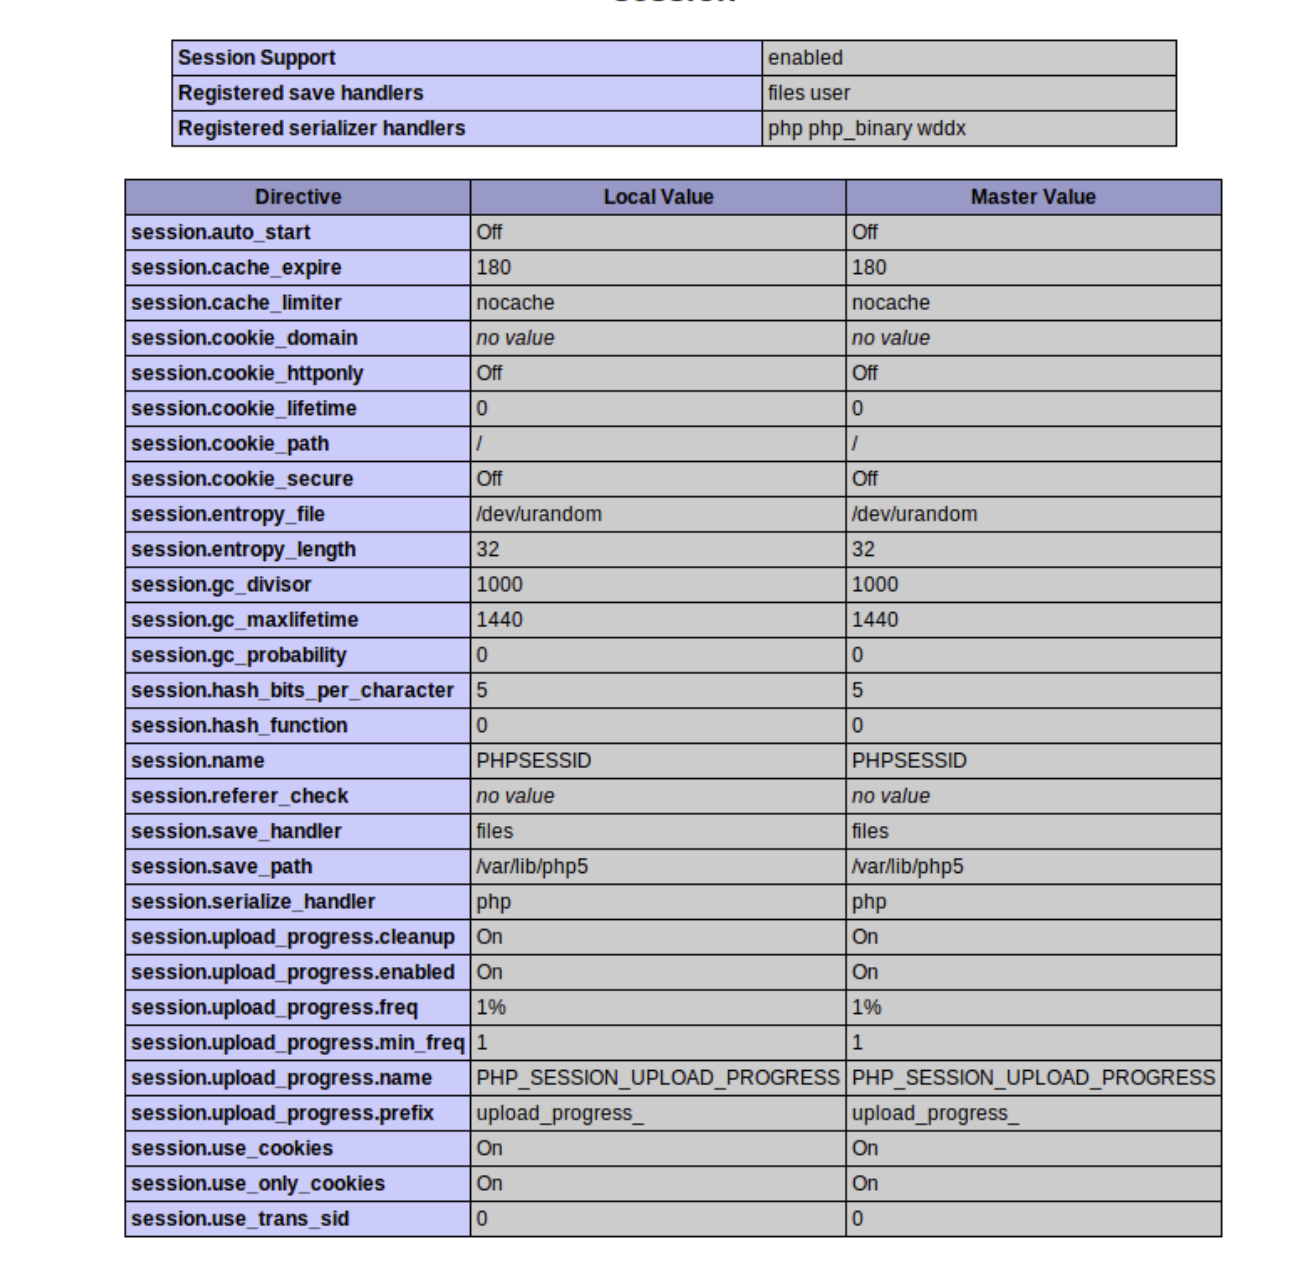 Session Support enabled
Registered save handlers files user
Registered serializer handlers php php_binary wddx
Directive Local Value Master Value
session.auto_start Off Off
session.cache_expire 180 180
session.cache_limiter nocache nocache
session.cookie_domain no value no value
session.cookie_httponly Off Off
session.cookie_lifetime 0 0
session.cookie_path / /
session.cookie_secure Off Off
session.entropy_file /dev/urandom /dev/urandom
session.entropy_length 32 32
session.gc_divisor 1000 1000
session.gc_maxlifetime 1440 1440
session.gc_probability 0 0
session.hash_bits_per_character 5 5
session.hash_function 0 0
session.name PHPSESSID PHPSESSID
session.referer_check no value no value
session.save_handler files files
session.save_path /var/lib/php5 /var/lib/php5
session.serialize_handler php php
session.upload_progress.cleanup On On
session.upload_progress.enabled On On
session.upload_progress.freq 1% 1%
session.upload_progress.min_freq 1 1
session.upload_progress.name PHP_SESSION_UPLOAD_PROGRESS PHP_SESSION_UPLOAD_PROGRESS
session.upload_progress.prefix upload_progress_ upload_progress_
session.use_cookies On On
session.use_only_cookies On On
session.use_trans_sid 0 0